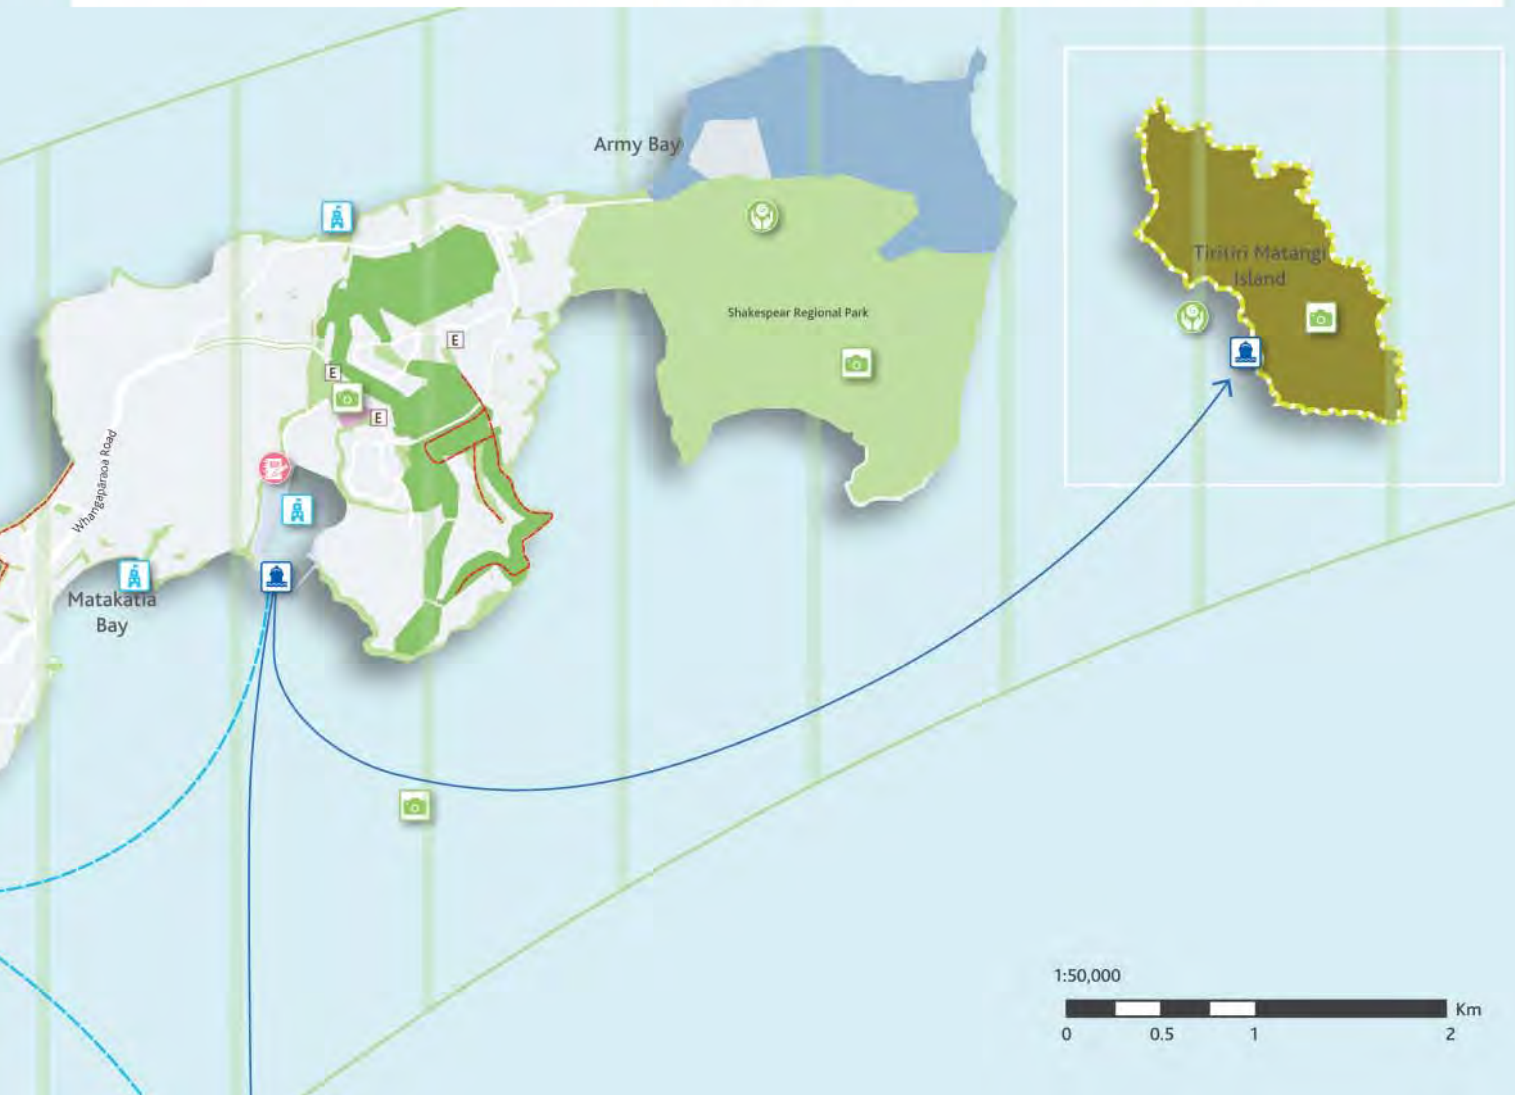 Army Bay
Tiritiri Matangi
Island
Shakespear Regional Park
E
E
E
Whangapāraoa Road
Matakatia
Bay
1:50,000
Km
0 0.5 1 2